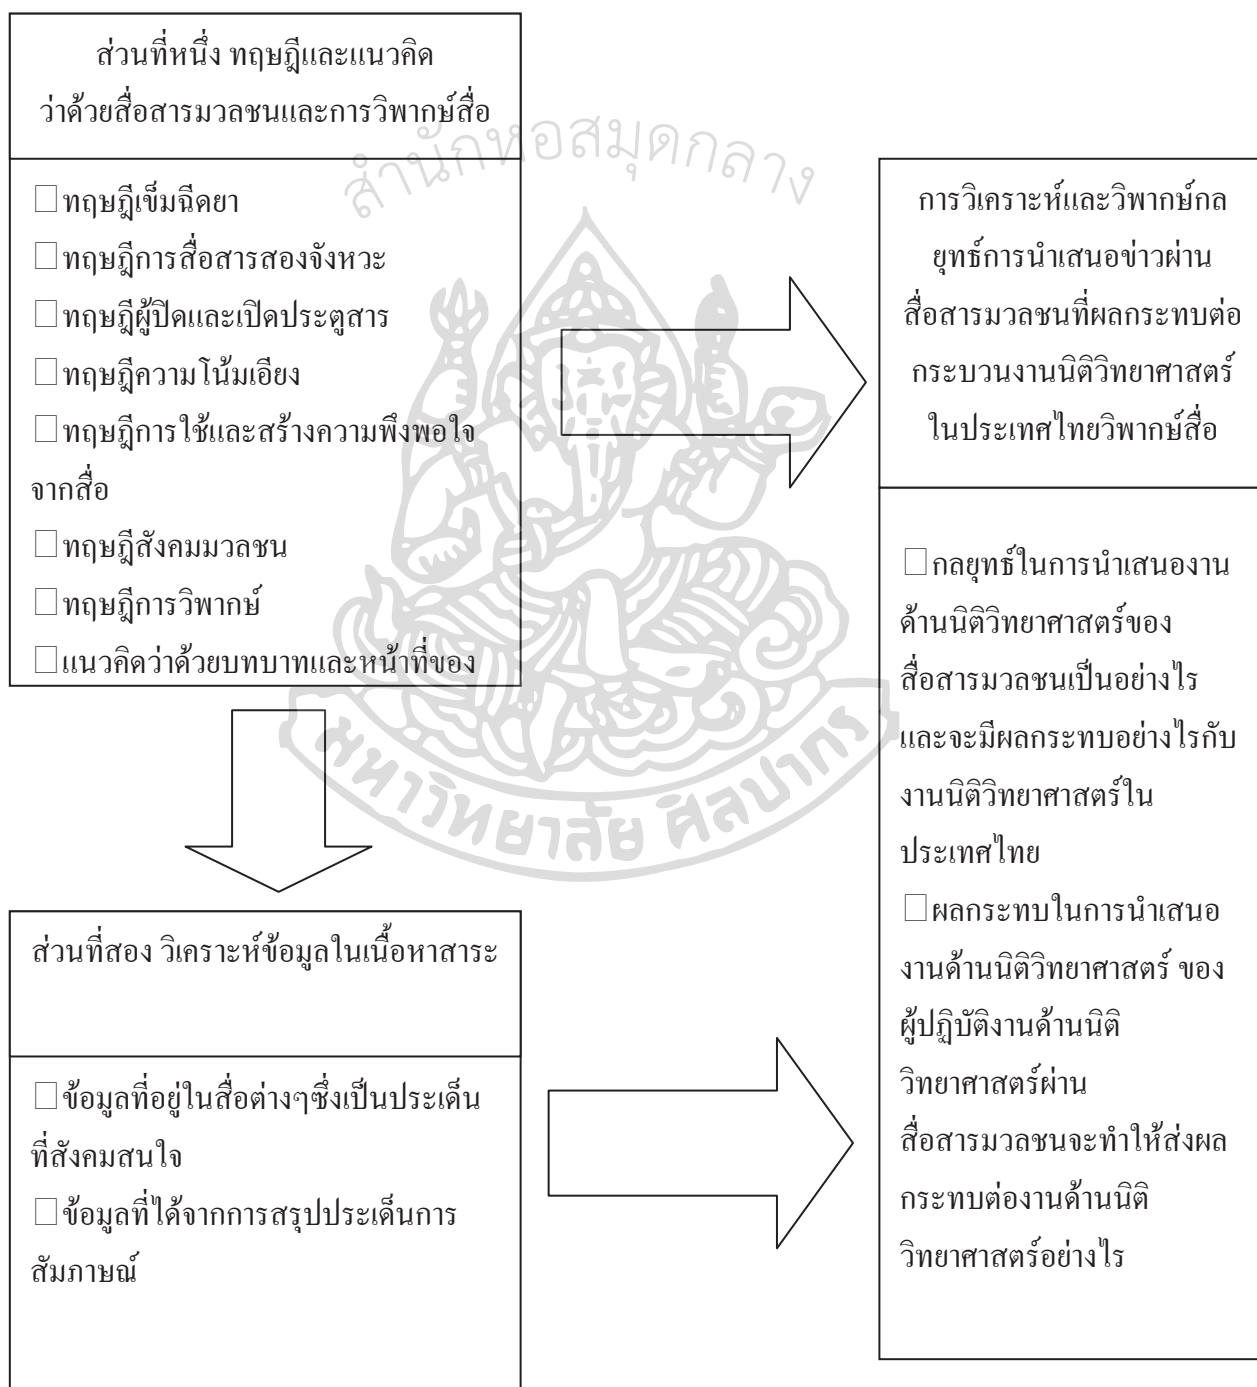 ส่วนที่หนึ่ง ทฤษฎีและแนวคิด
ว่าด้วยสื่อสารมวลชนและการวิพากษ์สื่อ
□ ทฤษฎีเข็มฉีดยา
□ ทฤษฎีการสื่อสารสองจังหวะ
□ ทฤษฎีผู้ปิดและเปิดประตูสาร
□ ทฤษฎีความโน้มเอียง
□ ทฤษฎีการใช้และสร้างความพึงพอใจ
จากสื่อ
□ ทฤษฎีสังคมมวลชน
□ ทฤษฎีการวิพากษ์
□ แนวคิดว่าด้วยบทบาทและหน้าที่ของ
ส่วนที่สอง วิเคราะห์ข้อมูลในเนื้อหาสาระ
□ ข้อมูลที่อยู่ในสื่อต่างๆซึ่งเป็นประเด็น
ที่สังคมสนใจ
□ ข้อมูลที่ได้จากการสรุปประเด็นการ
สัมภาษณ์
การวิเคราะห์และวิพากษ์กล
ยุทธ์การนำเสนอข่าวผ่าน
สื่อสารมวลชนที่ผลกระทบต่อ
กระบวนงานนิติวิทยาศาสตร์
ในประเทศไทยวิพากษ์สื่อ
□ กลยุทธ์ในการนำเสนองาน
ด้านนิติวิทยาศาสตร์ของ
สื่อสารมวลชนเป็นอย่างไร
และจะมีผลกระทบอย่างไรกับ
งานนิติวิทยาศาสตร์ใน
ประเทศไทย
□ ผลกระทบในการนำเสนอ
งานด้านนิติวิทยาศาสตร์ ของ
ผู้ปฏิบัติงานด้านนิติ
วิทยาศาสตร์ผ่าน
สื่อสารมวลชนจะทำให้ส่งผล
กระทบต่องานด้านนิติ
วิทยาศาสตร์อย่างไร
สำนักหอสมุดกลาง
มหาวิทยาลัย ศิลปากร